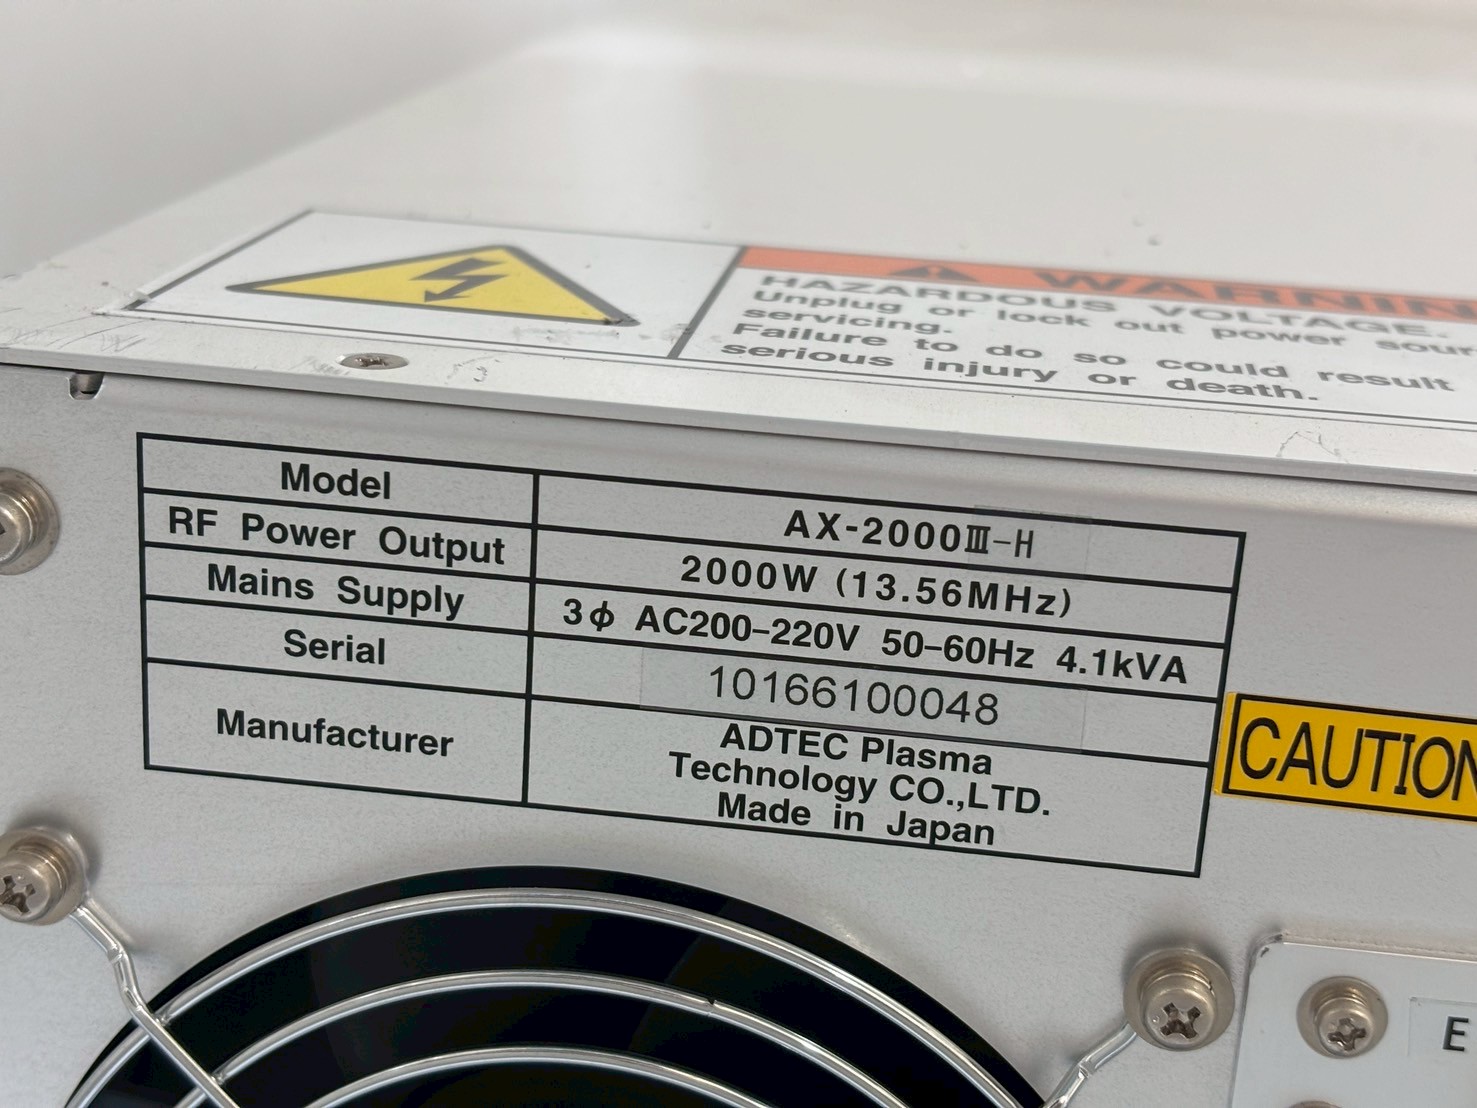 WARNIN
HAZARDOUS VOLTAGE.
Unplug or lock out power sour
servicing.
Failure to do so could result
serious injury or death.
Model AX-2000Ⅲ-H
RF Power Output 2000W (13.56MHz)
Mains Supply 3φ AC200-220V 50-60Hz 4.1kVA
Serial 10166100048
Manufacturer ADTEC Plasma
Technology CO.,LTD.
Made in Japan
CAUTION
E